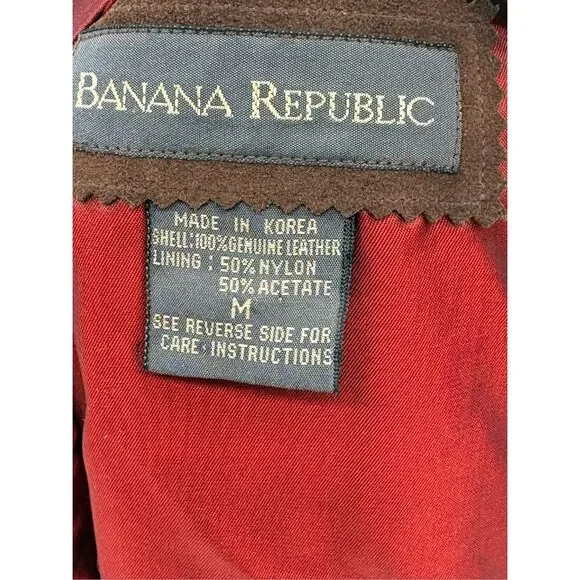 BANANA REPUBLIC
MADE IN KOREA
SHELL:100%GENUINE LEATHER
LINING : 50% NYLON
50% ACETATE
M
SEE REVERSE SIDE FOR
CARE INSTRUCTIONS